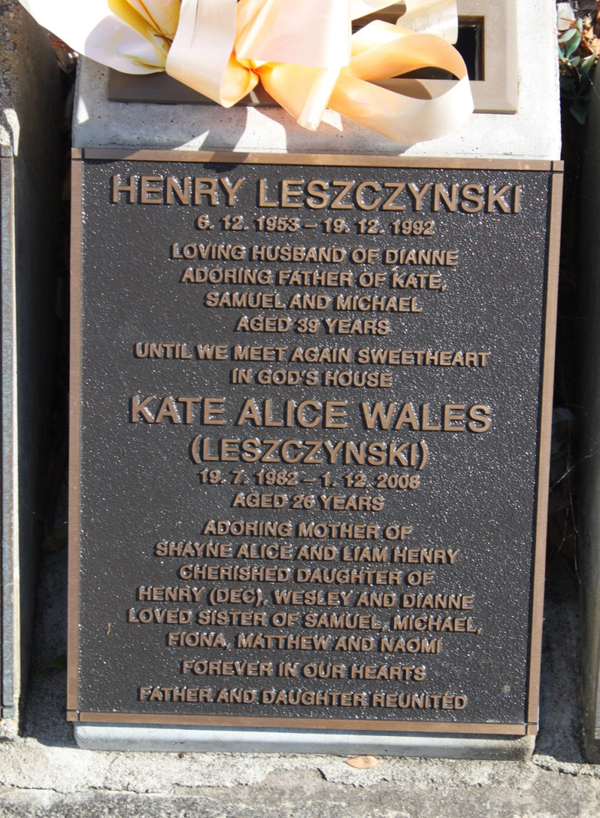 HENRY LESZCZYNSKI
6. 12. 1953 – 19. 12. 1992
LOVING HUSBAND OF DIANNE
ADORING FATHER OF KATE,
SAMUEL AND MICHAEL
AGED 39 YEARS
UNTIL WE MEET AGAIN SWEETHEART
IN GOD'S HOUSE
KATE ALICE WALES
(LESZCZYNSKI)
19. 7. 1982 – 1. 12. 2008
AGED 26 YEARS
ADORING MOTHER OF
SHAYNE ALICE AND LIAM HENRY
CHERISHED DAUGHTER OF
HENRY (DEC), WESLEY AND DIANNE
LOVED SISTER OF SAMUEL, MICHAEL,
FIONA, MATTHEW AND NAOMI
FOREVER IN OUR HEARTS
FATHER AND DAUGHTER REUNITED